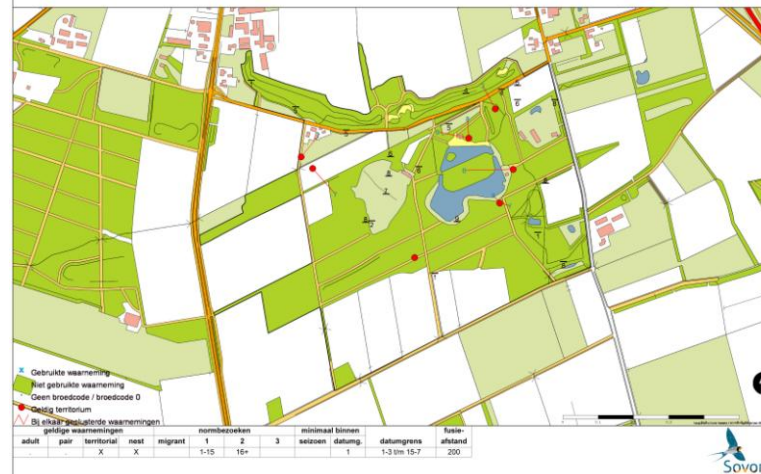 x Gebruikte waarneming
Niet gebruikte waarneming
Geen broedcode / broedcode 0
Geldig territorium
Bij elkaar geclusterde waarnemingen
geldige waarnemingen normbezoeken minimaal binnen fusie-
adult pair territorial nest migrant 1 2 3 seizoen datumg. datumgrens afstand
. . X X 1-15 16+ 1 1-3 t/m 15-7 200
Sovon